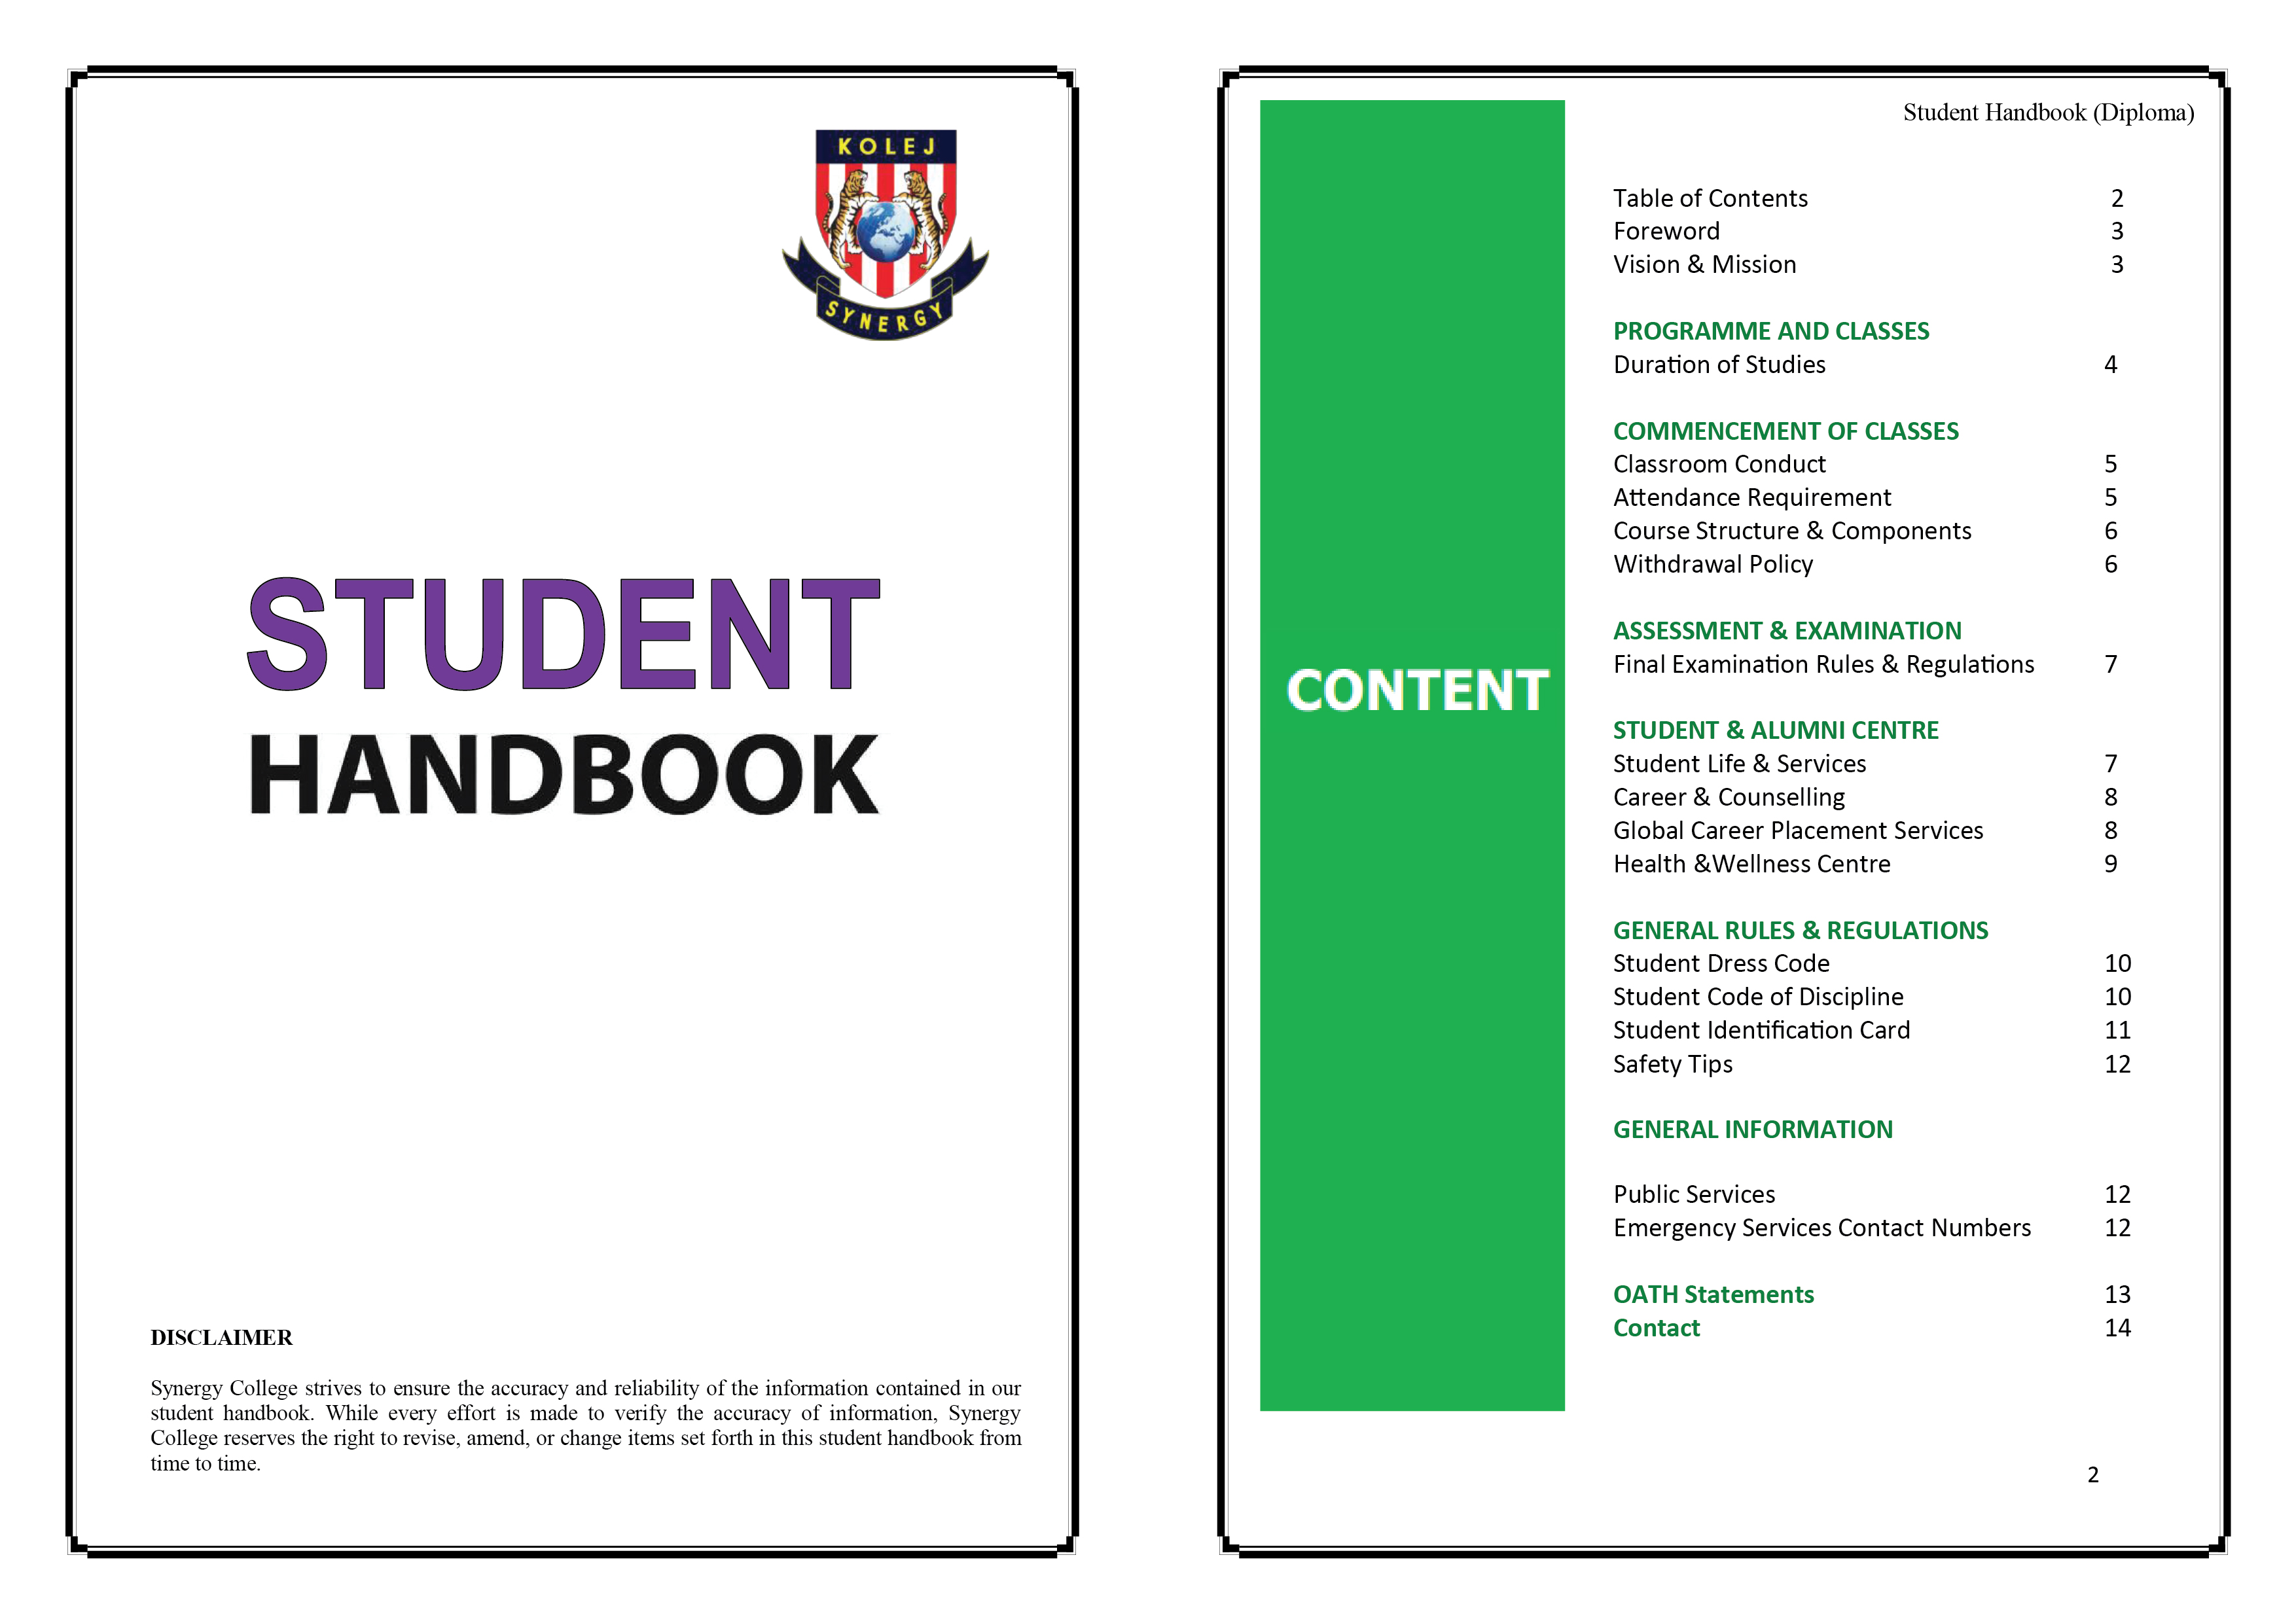 KOLEJ
SYNERGY
STUDENT
HANDBOOK
DISCLAIMER
Synergy College strives to ensure the accuracy and reliability of the information contained in our
student handbook. While every effort is made to verify the accuracy of information, Synergy
College reserves the right to revise, amend, or change items set forth in this student handbook from
time to time.
Student Handbook (Diploma)
CONTENT
Table of Contents 2
Foreword 3
Vision & Mission 3
PROGRAMME AND CLASSES
Duration of Studies 4
COMMENCEMENT OF CLASSES
Classroom Conduct 5
Attendance Requirement 5
Course Structure & Components 6
Withdrawal Policy 6
ASSESSMENT & EXAMINATION
Final Examination Rules & Regulations 7
STUDENT & ALUMNI CENTRE
Student Life & Services 7
Career & Counselling 8
Global Career Placement Services 8
Health &Wellness Centre 9
GENERAL RULES & REGULATIONS
Student Dress Code 10
Student Code of Discipline 10
Student Identification Card 11
Safety Tips 12
GENERAL INFORMATION
Public Services 12
Emergency Services Contact Numbers 12
OATH Statements 13
Contact 14
2